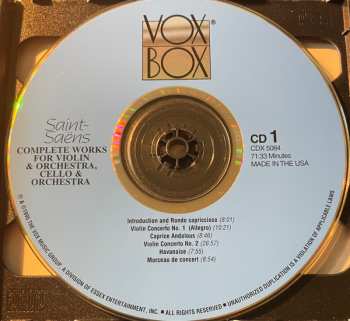 VOX
BOX
Saint-
Saëns
COMPLETE WORKS
FOR VIOLIN
& ORCHESTRA,
CELLO &
ORCHESTRA
CD 1
CDX 5084
71:33 Minutes
MADE IN THE USA
Introduction and Rondo capriccioso (9:01)
Violin Concerto No. 1 (Allegro) (10:21)
Caprice Andalous (8:46)
Violin Concerto No. 2 (26:57)
Havanaise (7:55)
Morceau de concert (8:54)
℗ & ©1990 THE VOX MUSIC GROUP, A DIVISION OF ESSEX ENTERTAINMENT, INC. • ALL RIGHTS RESERVED. • UNAUTHORIZED DUPLICATION IS A VIOLATION OF APPLICABLE LAWS